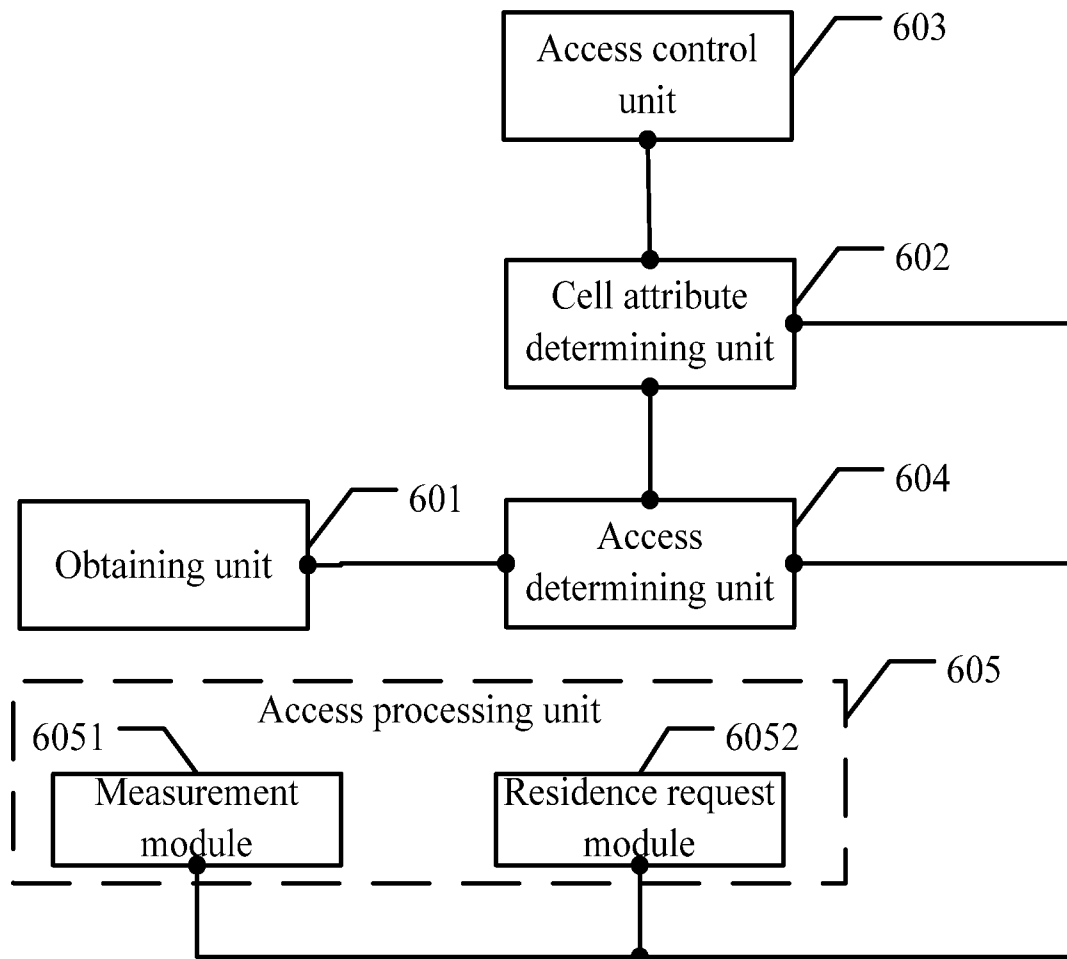 603
Access control
unit
602
Cell attribute
determining unit
601
604
Obtaining unit
Access
determining unit
605
Access processing unit
6051
6052
Measurement
module
Residence request
module